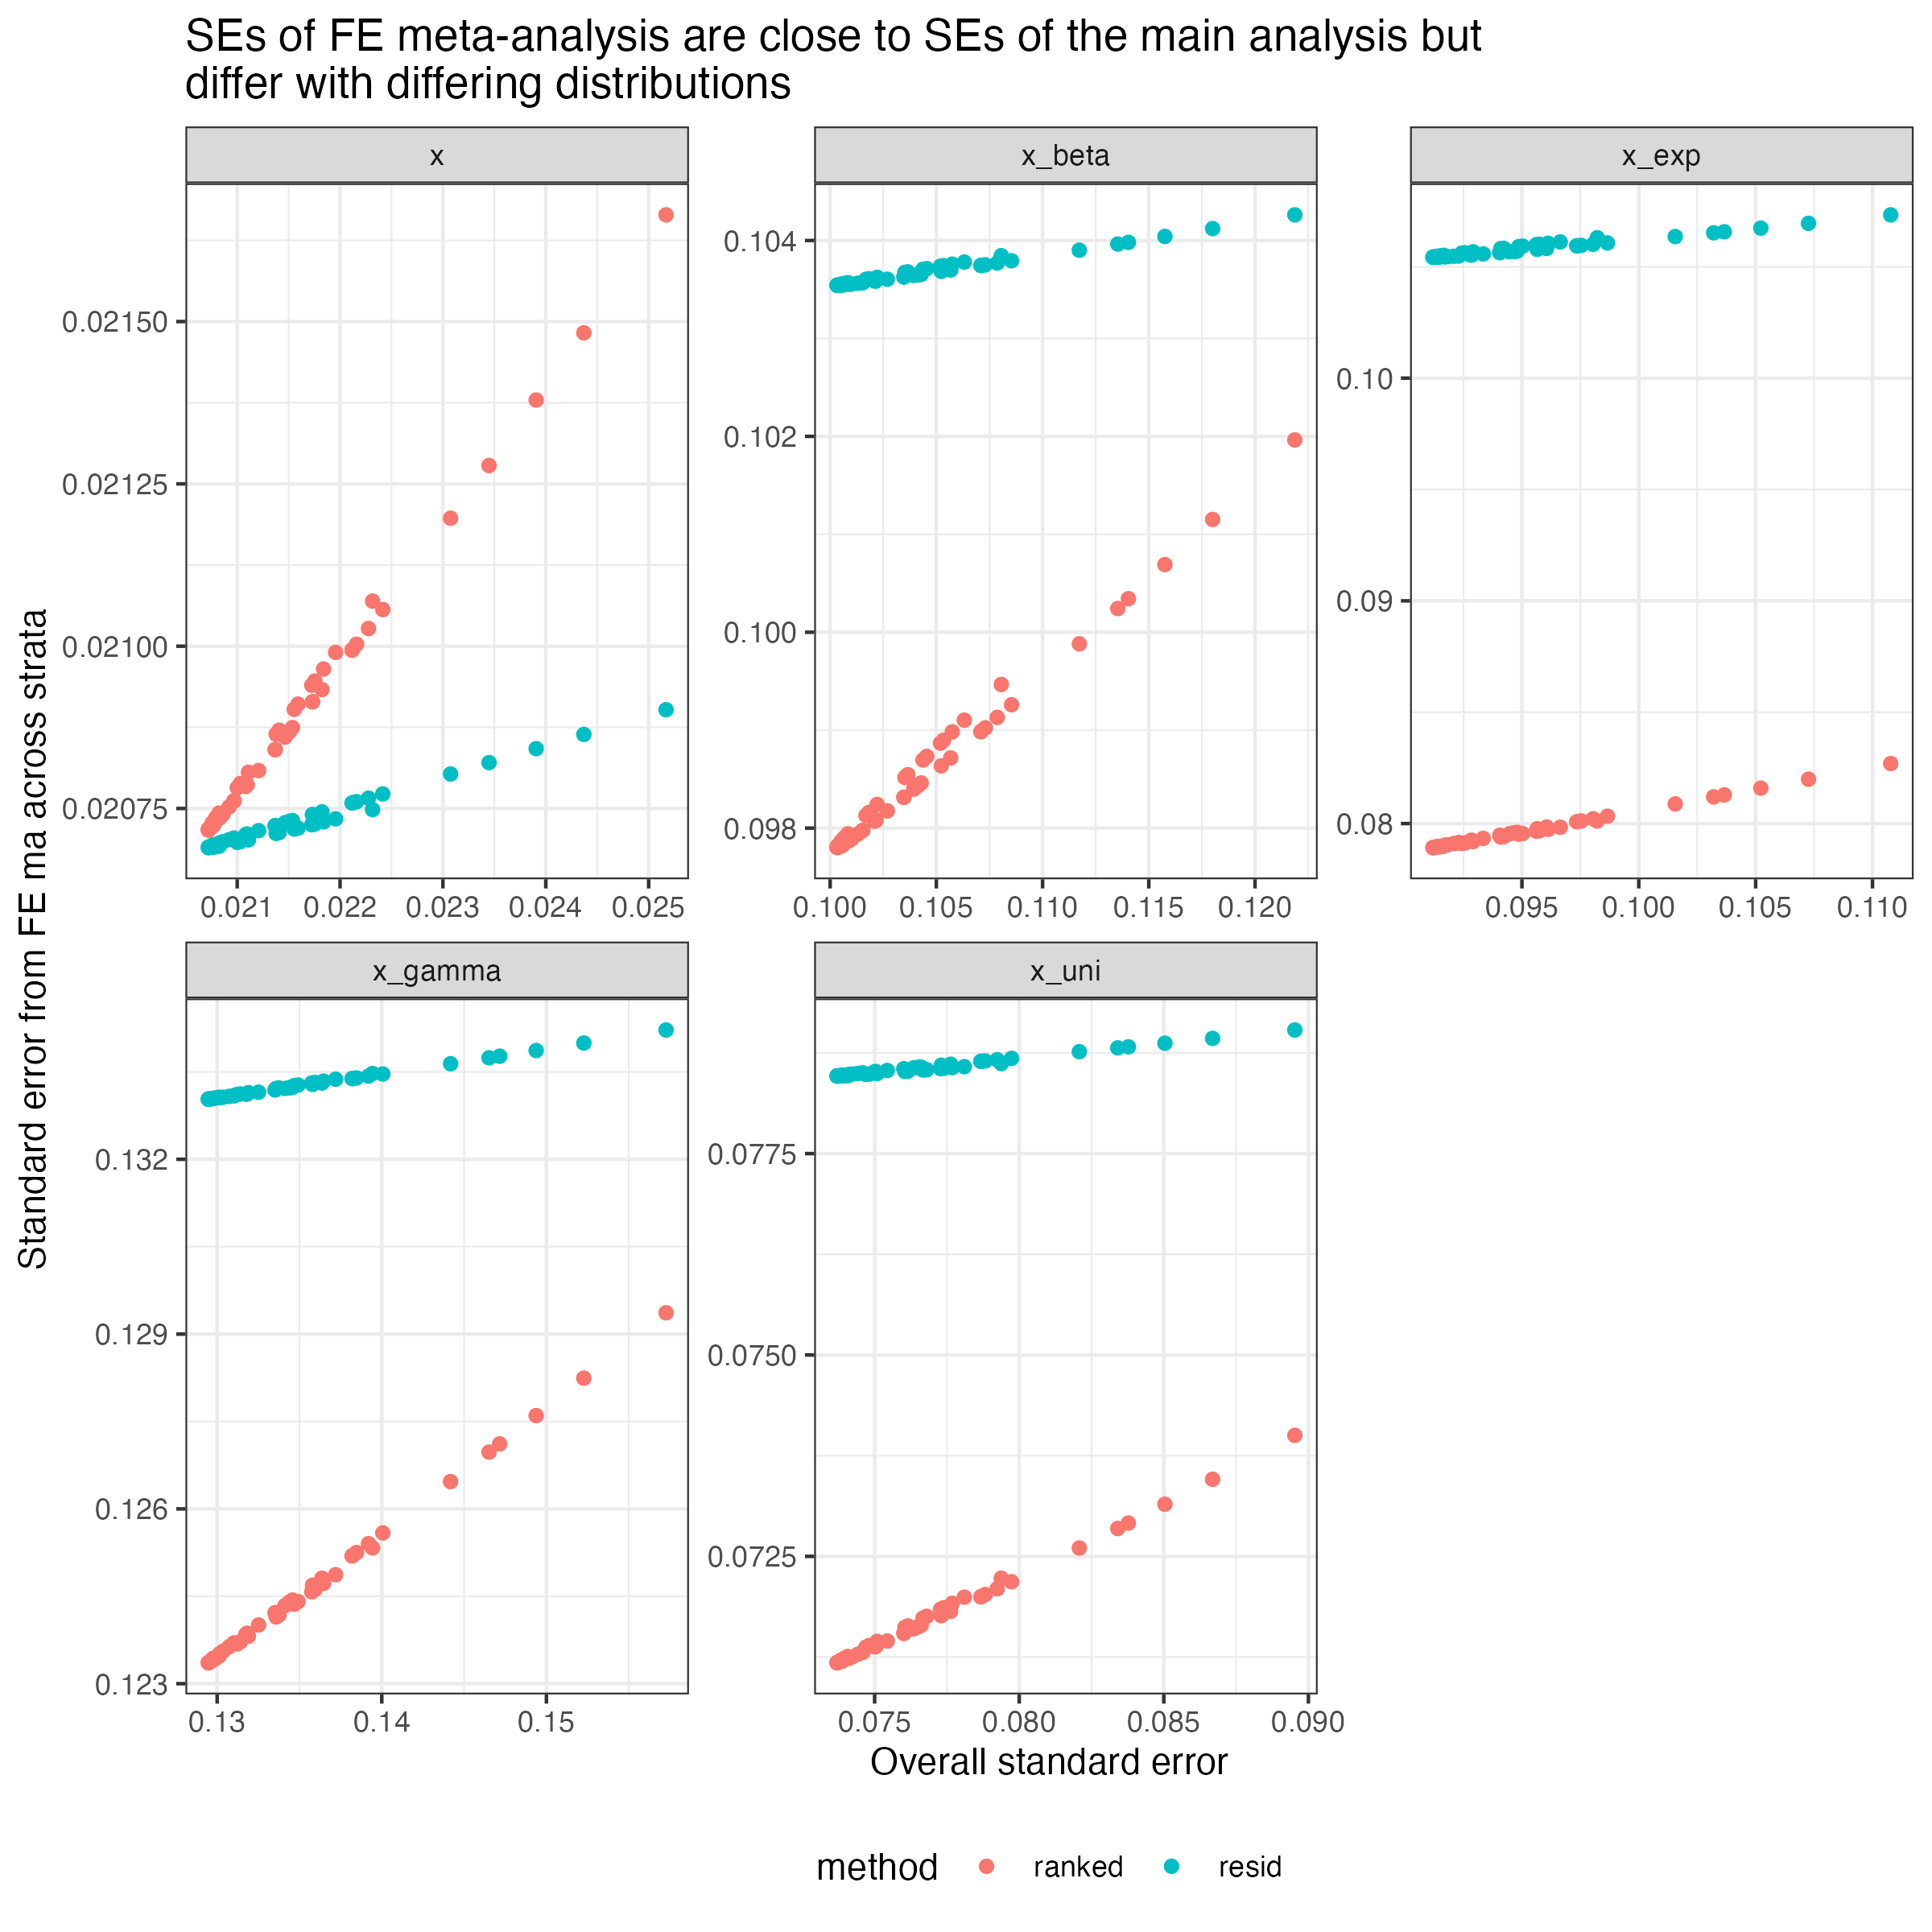 SEs of FE meta-analysis are close to SEs of the main analysis but
differ with differing distributions
x
x_beta
x_exp
0.02150
0.02125
0.02100
0.02075
0.104
0.102
0.100
0.098
0.10
0.09
0.08
0.021 0.022 0.023 0.024 0.025
0.100 0.105 0.110 0.115 0.120
0.095 0.100 0.105 0.110
Standard error from FE ma across strata
x_gamma
x_uni
0.132
0.129
0.126
0.123
0.0775
0.0750
0.0725
0.13 0.14 0.15
0.075 0.080 0.085 0.090
Overall standard error
method ranked resid